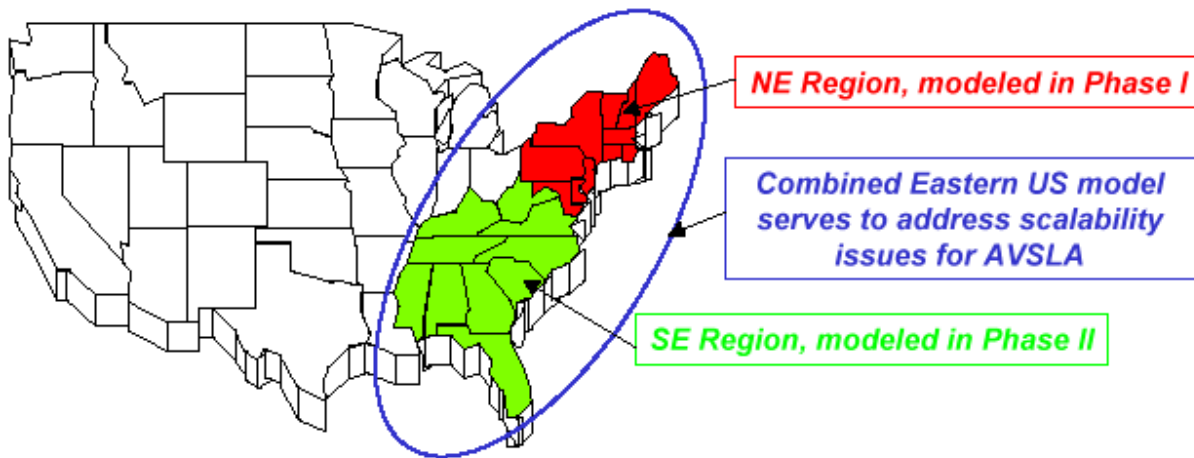 NE Region, modeled in Phase I
Combined Eastern US model
serves to address scalability
issues for AVSLA
SE Region, modeled in Phase II